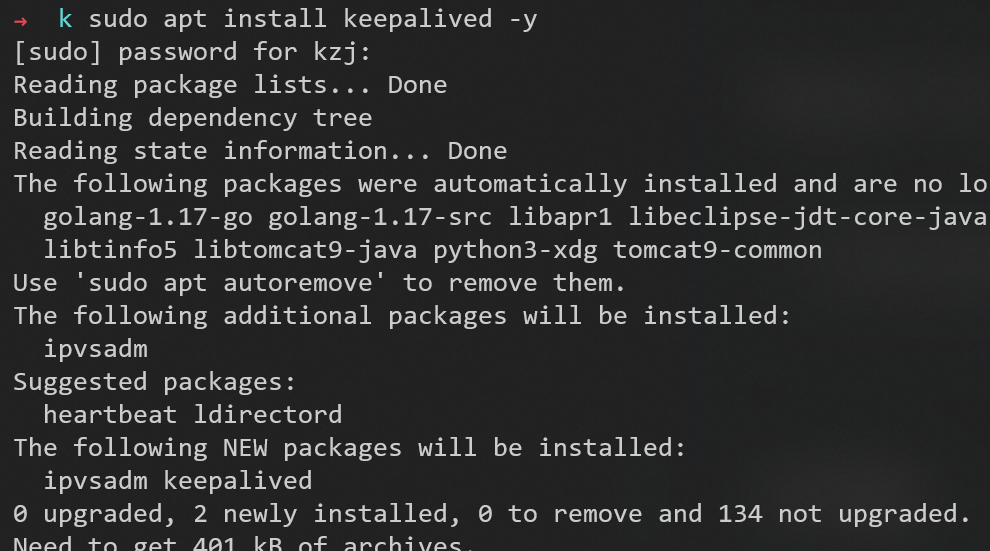 → k sudo apt install keepalived -y
[sudo] password for kzj:
Reading package lists... Done
Building dependency tree
Reading state information... Done
The following packages were automatically installed and are no lo
golang-1.17-go golang-1.17-src libapr1 libeclipse-jdt-core-java
libtinfo5 libtomcat9-java python3-xdg tomcat9-common
Use 'sudo apt autoremove' to remove them.
The following additional packages will be installed:
ipvsadm
Suggested packages:
heartbeat ldirectord
The following NEW packages will be installed:
ipvsadm keepalived
0 upgraded, 2 newly installed, 0 to remove and 134 not upgraded.
Need to get 401 kB of archives.